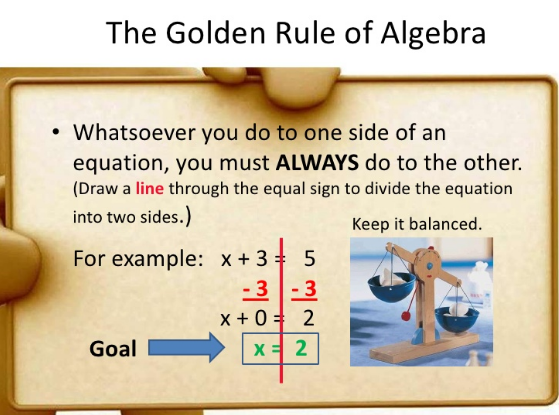 The Golden Rule of Algebra
• Whatsoever you do to one side of an
equation, you must ALWAYS do to the other.
(Draw a line through the equal sign to divide the equation
into two sides.)
Keep it balanced.
For example: x + 3 = 5
- 3 - 3
x + 0 = 2
Goal x = 2